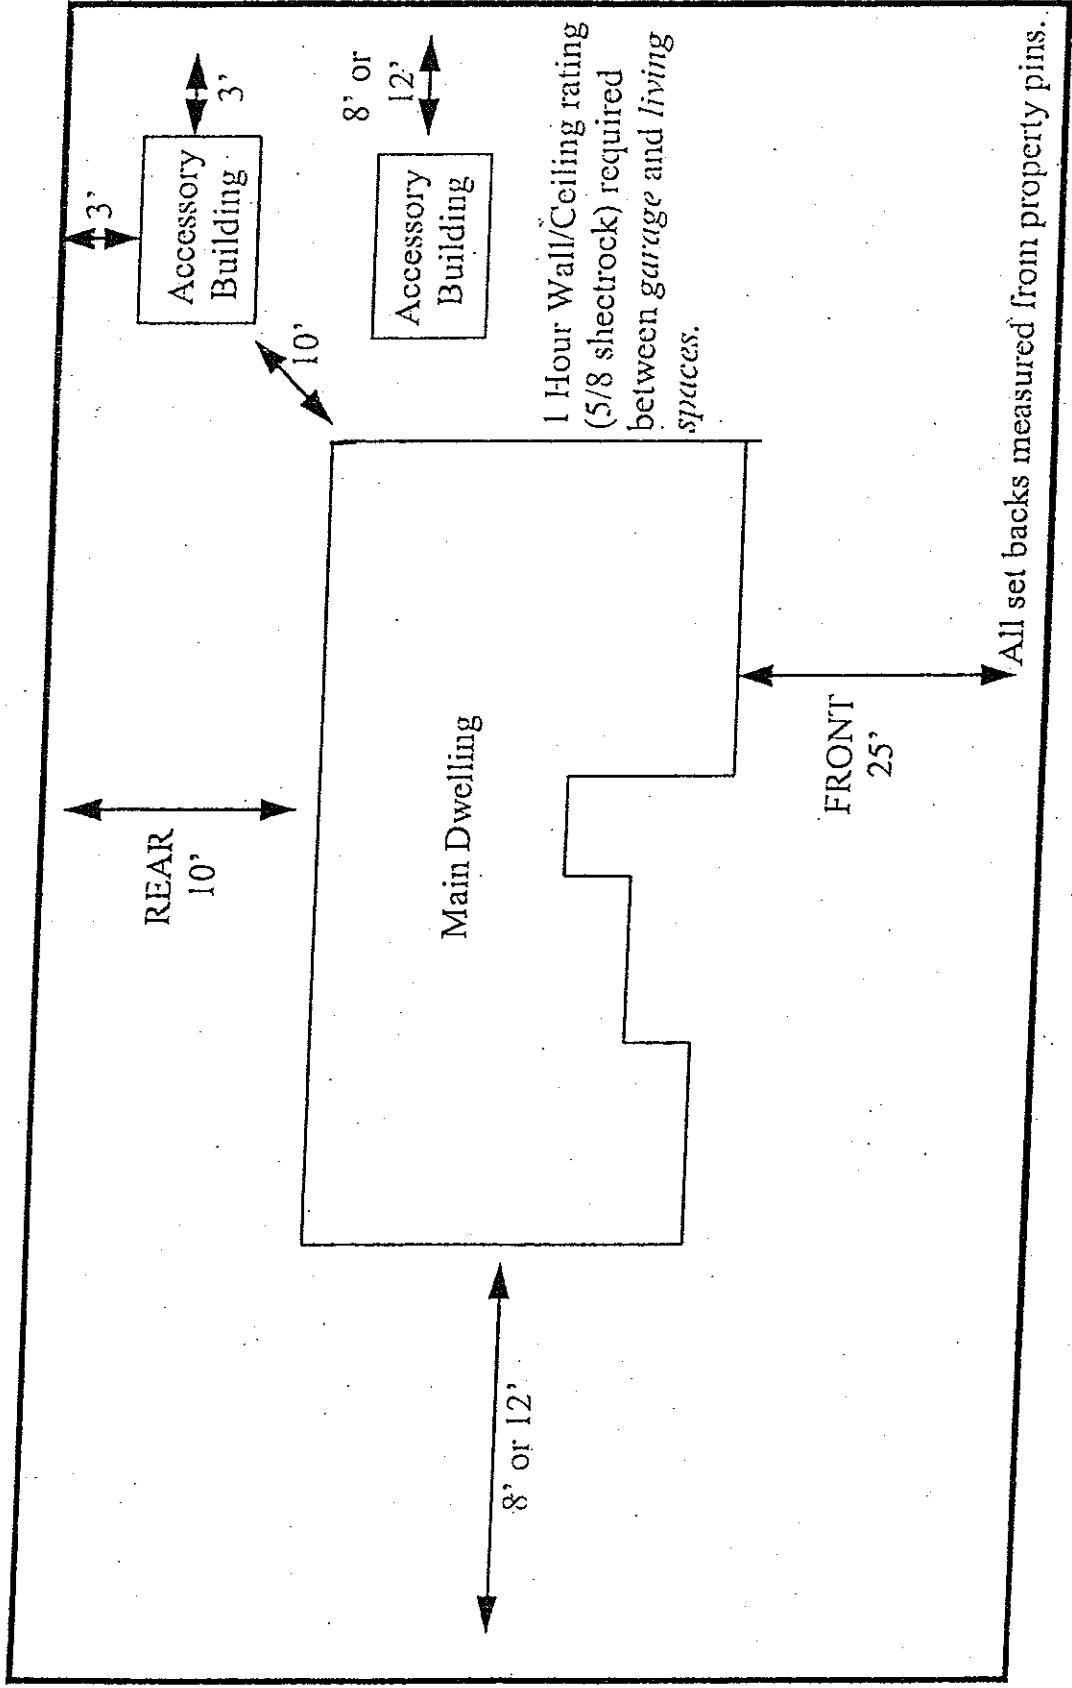 REAR
10'
3'
Accessory
Building
3'
10'
8' or
12'
Accessory
Building
Main Dwelling
8' or 12'
1 Hour Wall/Ceiling rating
(5/8 shectrock) required
between garage and living
spaces.
FRONT
25'
All set backs measured from property pins.